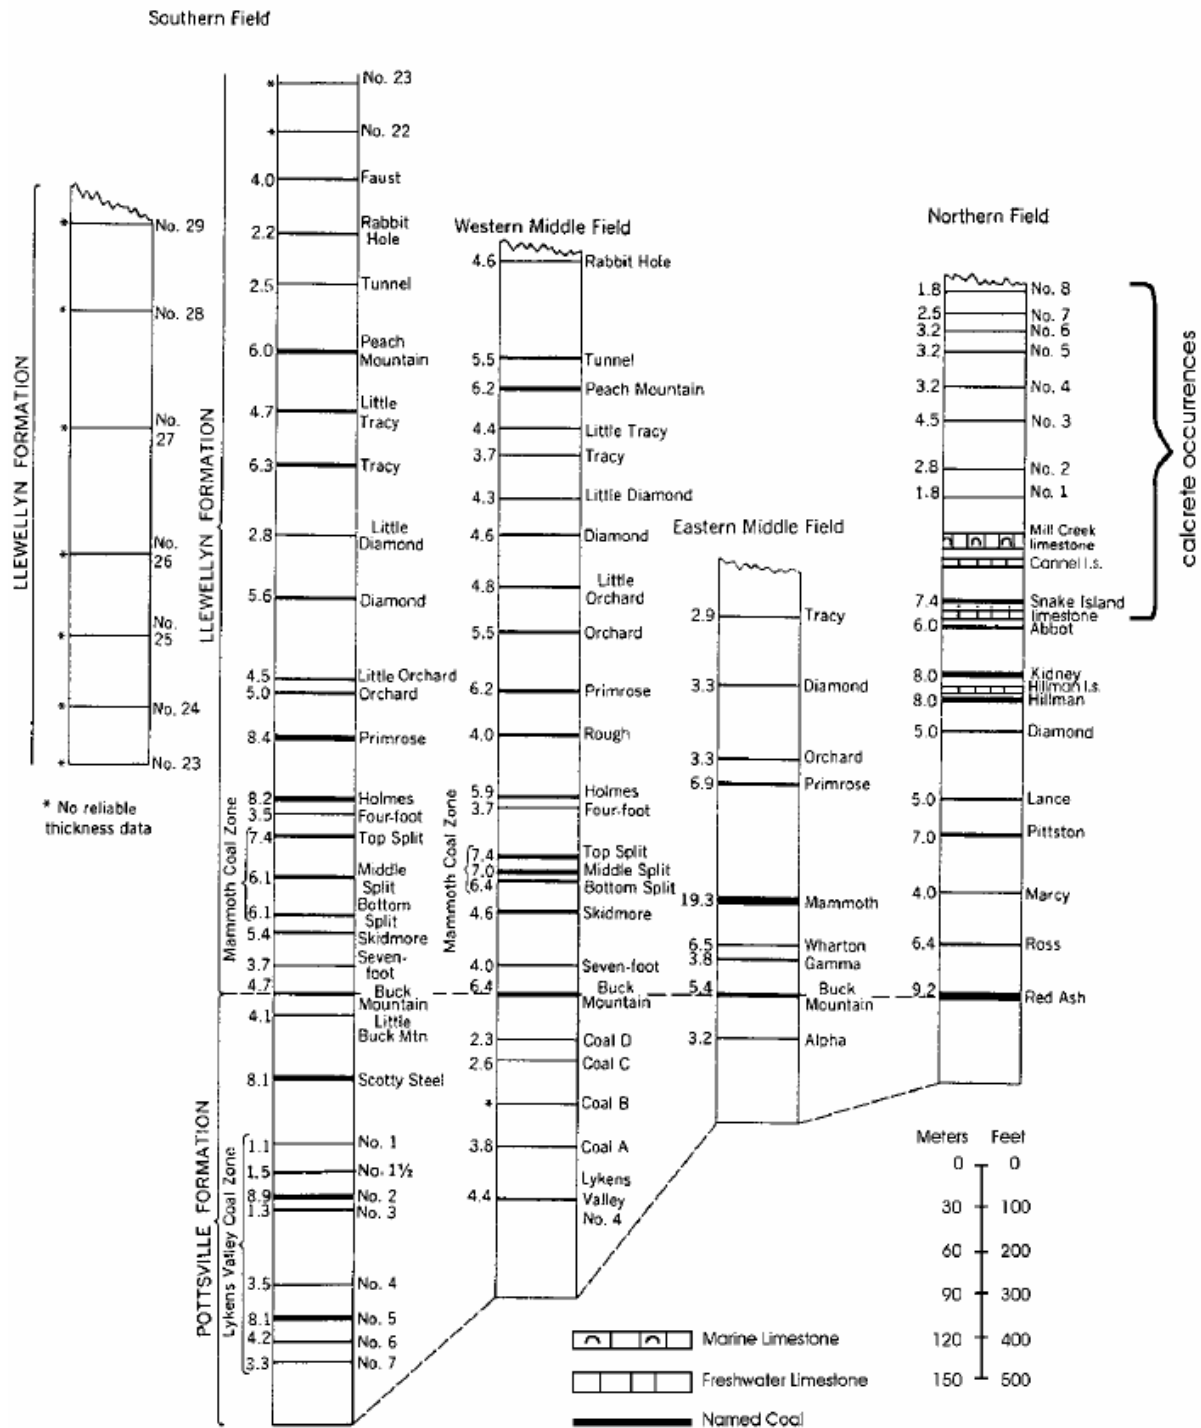 Southern Field
LLEWELLYN FORMATION
* No. 29
* No. 28
* No. 27
* No. 26
* No. 25
* No. 24
* No. 23
* No reliable
thickness data
LLEWELLYN FORMATION
* No. 23
* No. 22
4.0 Faust
2.2 Rabbit
Hole
2.5 Tunnel
6.0 Peach
Mountain
4.7 Little
Tracy
6.3 Tracy
2.8 Little
Diamond
5.6 Diamond
4.5 Little Orchard
5.0 Orchard
8.4 Primrose
Mammoth Coal Zone
8.2 Holmes
3.5 Four-foot
7.4 Top Split
6.1 Middle
Split
6.1 Bottom
Split
5.4 Skidmore
3.7 Seven-
foot
4.7 Buck
Mountain
POTTSVILLE FORMATION
4.1 Little
Buck Mtn
8.1 Scotty Steel
Lykens Valley Coal Zone
1.1 No. 1
1.5 No. 1½
8.9 No. 2
1.3 No. 3
3.5 No. 4
8.1 No. 5
4.2 No. 6
3.3 No. 7
Western Middle Field
4.6 Rabbit Hole
5.5 Tunnel
6.2 Peach Mountain
4.4 Little Tracy
3.7 Tracy
4.3 Little Diamond
4.6 Diamond
4.8 Little
Orchard
5.5 Orchard
6.2 Primrose
4.0 Rough
Mammoth Coal Zone
5.9 Holmes
3.7 Four-foot
7.4 Top Split
7.0 Middle Split
6.4 Bottom Split
4.6 Skidmore
4.0 Seven-foot
6.4 Buck
Mountain
2.3 Coal D
2.6 Coal C
* Coal B
3.8 Coal A
4.4 Lykens
Valley
No. 4
Eastern Middle Field
2.9 Tracy
3.3 Diamond
3.3 Orchard
6.9 Primrose
19.3 Mammoth
6.5 Wharton
3.8 Gamma
5.4 Buck
Mountain
3.2 Alpha
Northern Field
1.8 No. 8
2.5 No. 7
3.2 No. 6
3.2 No. 5
3.2 No. 4
4.5 No. 3
2.8 No. 2
1.8 No. 1
Mill Creek
limestone
Cannel l.s.
7.4 Snake Island
limestone
6.0 Abbot
8.0 Kidney
Hillman l.s.
8.0 Hillman
5.0 Diamond
5.0 Lance
7.0 Pittston
4.0 Marcy
6.4 Ross
9.2 Red Ash
calcrete occurrences
Meters Feet
0 0
30 100
60 200
90 300
120 400
150 500
Marine Limestone
Freshwater Limestone
Named Coal